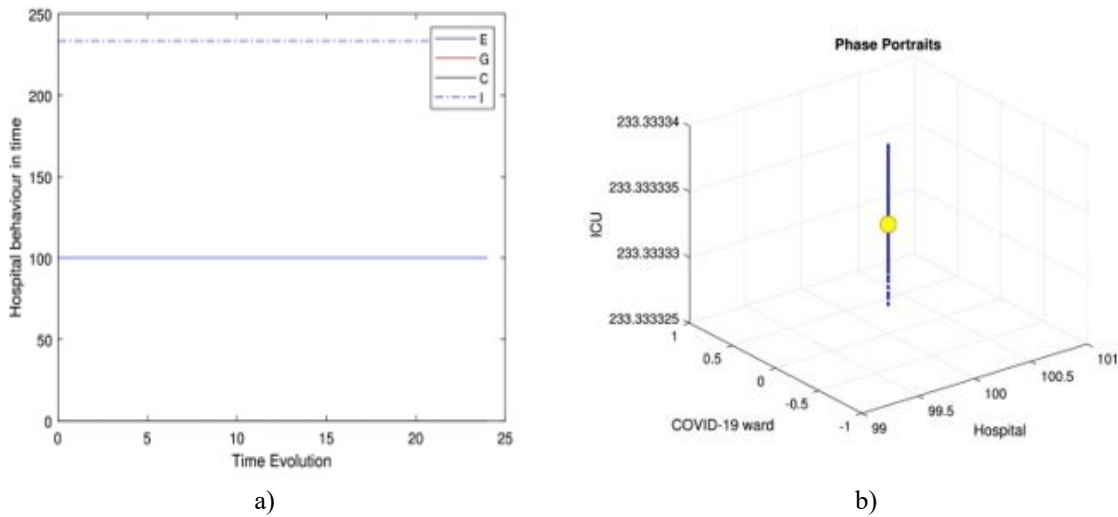 250
200
150
100
50
0
0 5 10 15 20 25
Hospital behaviour in time
Time Evolution
E
G
C
I
Phase Portraits
233.33334
233.333335
233.33333
233.333325
ICU
1
0.5
0
-0.5
-1
COVID-19 ward
99
99.5
100
100.5
101
Hospital
a)
b)